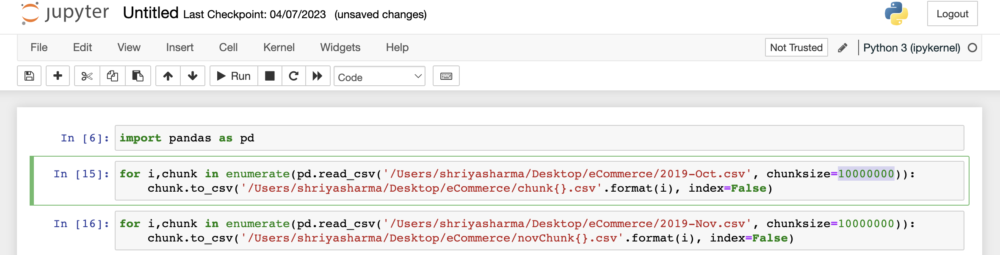 jupyter Untitled Last Checkpoint: 04/07/2023 (unsaved changes) Logout
File Edit View Insert Cell Kernel Widgets Help Not Trusted Python 3 (ipykernel)
Run Code
In [6]: import pandas as pd
In [15]: for i,chunk in enumerate(pd.read_csv('/Users/shriyasharma/Desktop/eCommerce/2019-Oct.csv', chunksize=10000000)):
chunk.to_csv('/Users/shriyasharma/Desktop/eCommerce/chunk{}.csv'.format(i), index=False)
In [16]: for i,chunk in enumerate(pd.read_csv('/Users/shriyasharma/Desktop/eCommerce/2019-Nov.csv', chunksize=10000000)):
chunk.to_csv('/Users/shriyasharma/Desktop/eCommerce/novChunk{}.csv'.format(i), index=False)